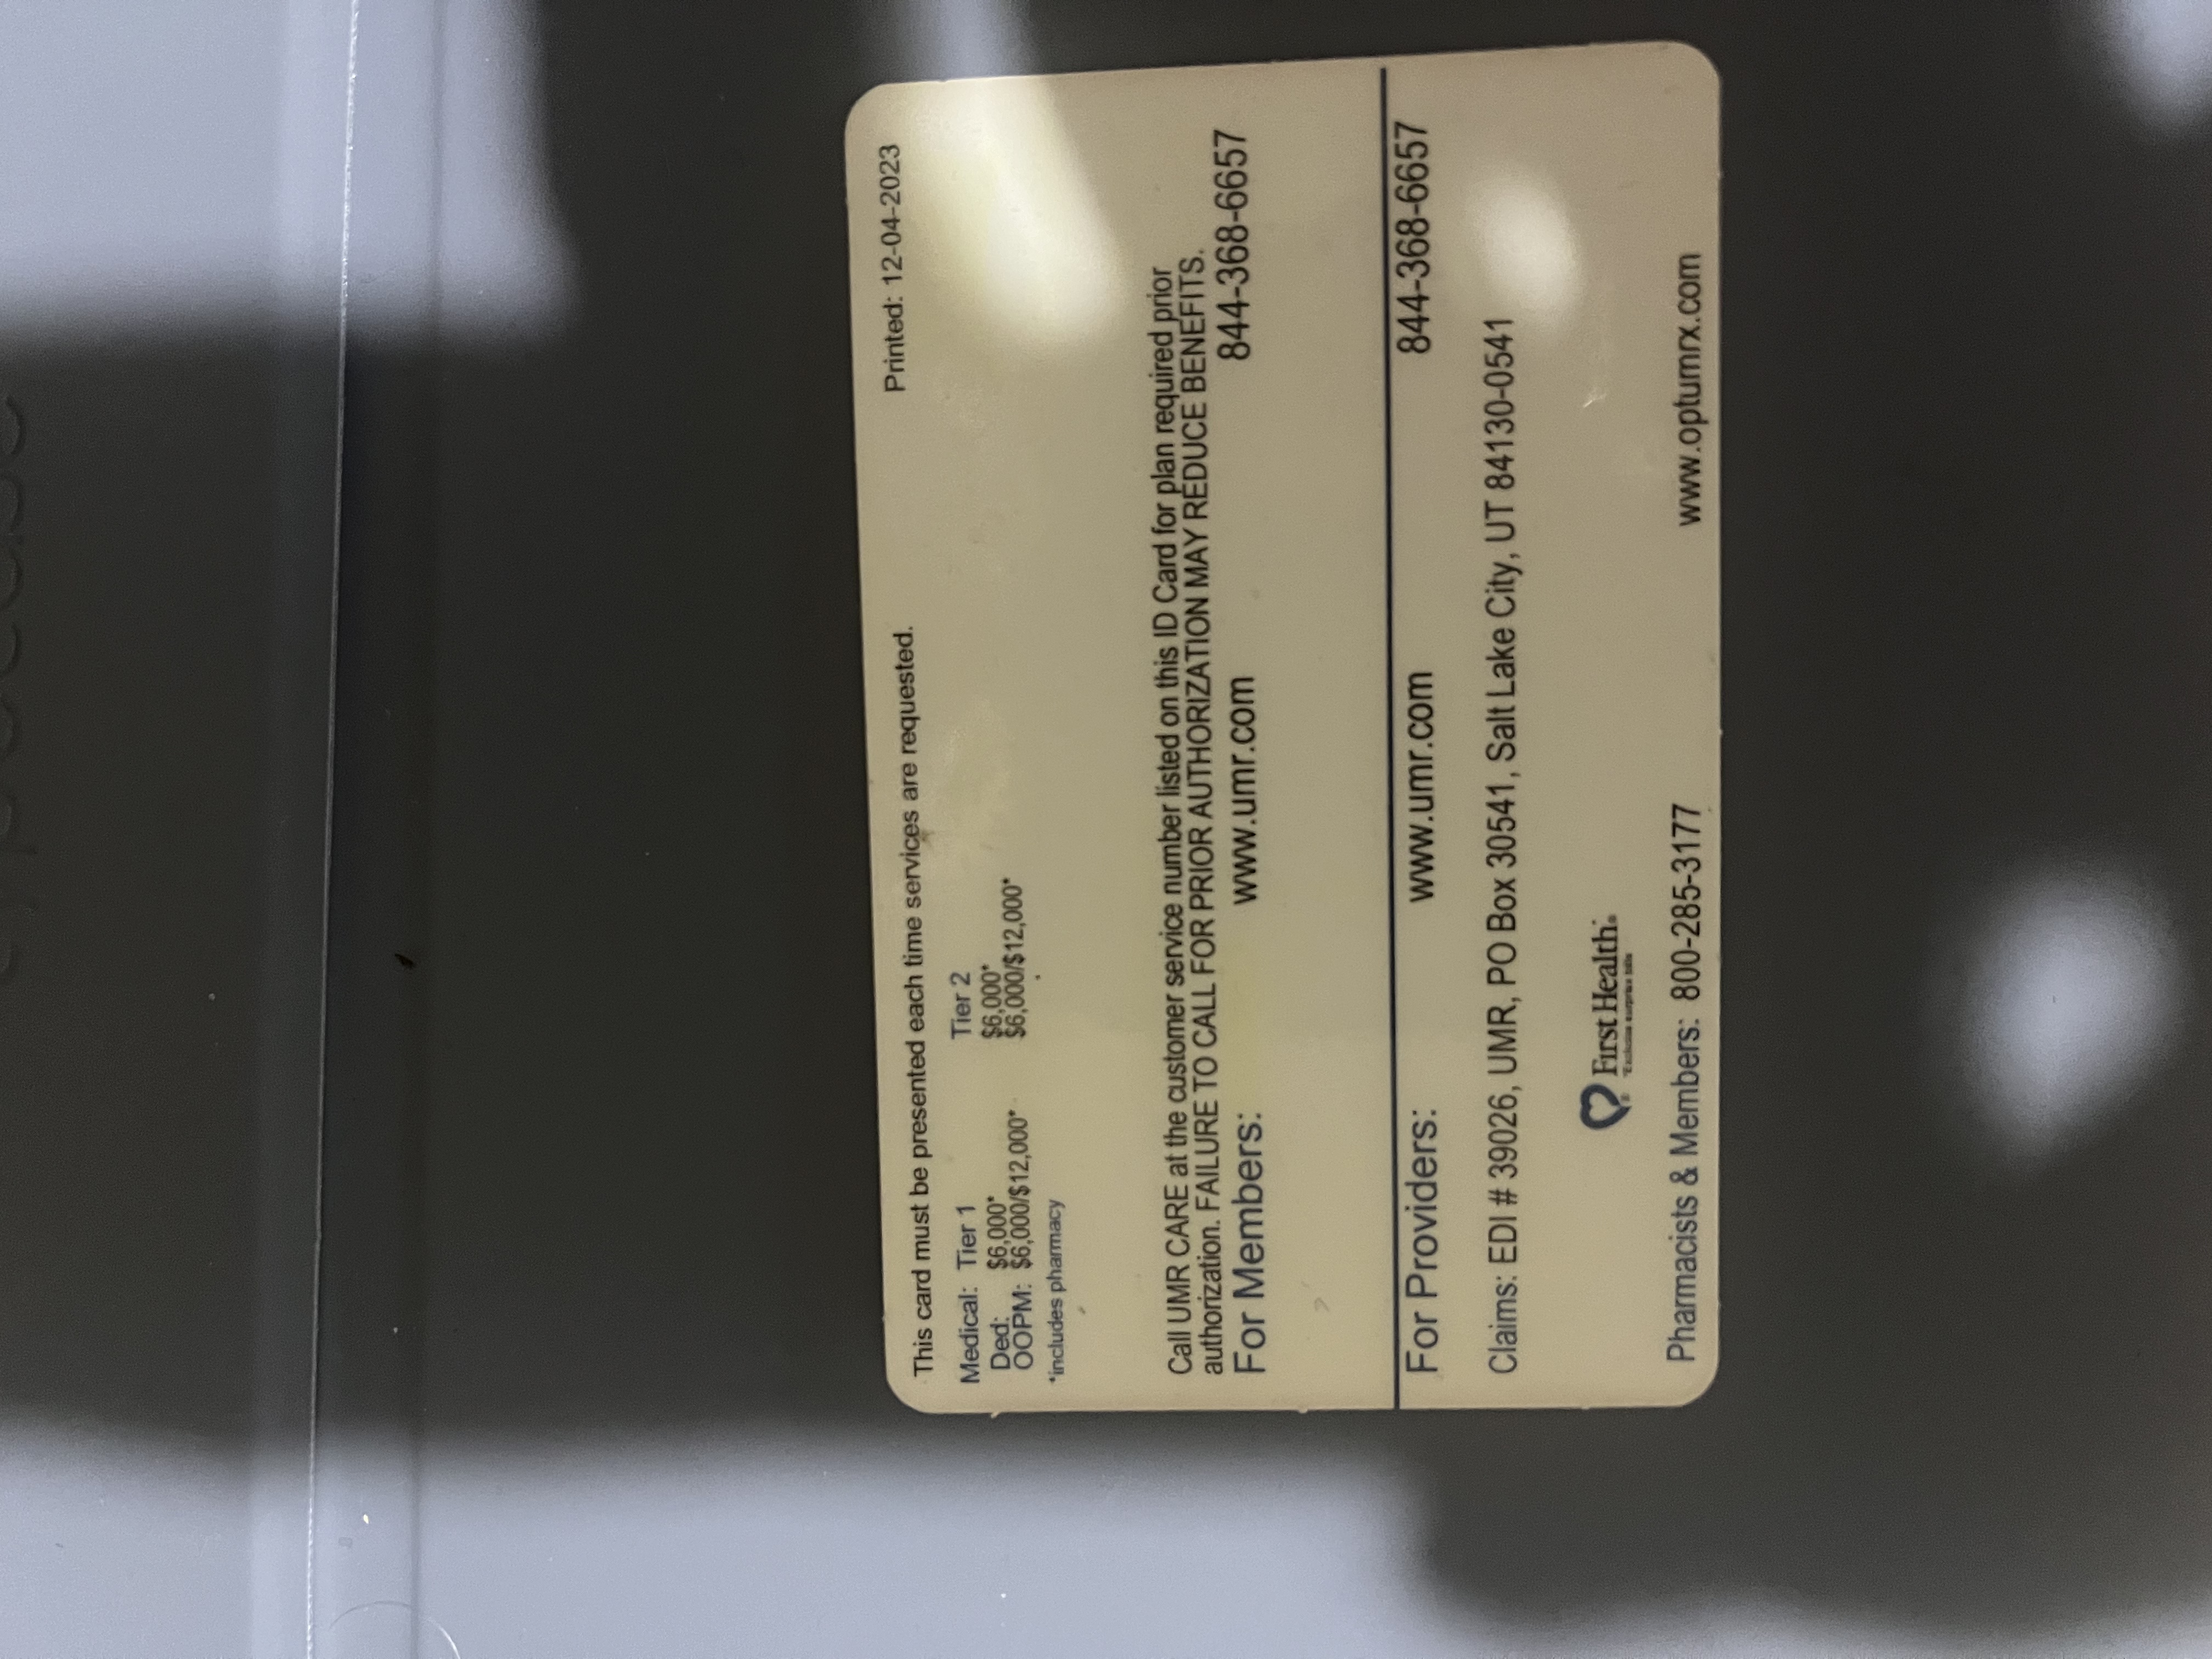 This card must be presented each time services are requested. Printed: 12-04-2023
Medical: Tier 1 Tier 2
Ded: $6,000* $6,000*
OOPM: $6,000/$12,000* $6,000/$12,000*
*includes pharmacy
Call UMR CARE at the customer service number listed on this ID Card for plan required prior
authorization. FAILURE TO CALL FOR PRIOR AUTHORIZATION MAY REDUCE BENEFITS.
For Members: www.umr.com 844-368-6657
For Providers: www.umr.com 844-368-6657
Claims: EDI # 39026, UMR, PO Box 30541, Salt Lake City, UT 84130-0541
First Health®
*Excludes surprise bills
Pharmacists & Members: 800-285-3177 www.optumrx.com